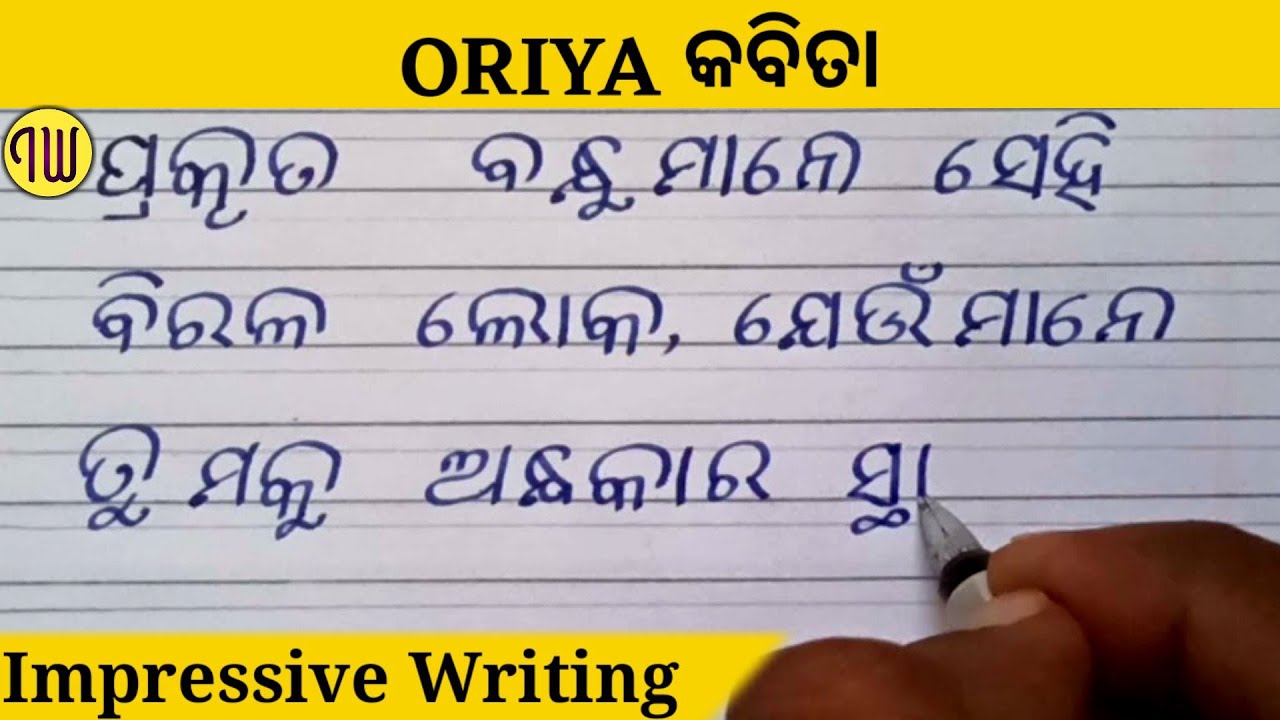 ORIYA କବିତା
IW
ପ୍ରକୃତ ବନ୍ଧୁମାନେ ସେହି
ବିରଳ ଲୋକ, ଯେଉଁମାନେ
ତୁମକୁ ଅନ୍ଧକାର ସ୍ଥା
Impressive Writing